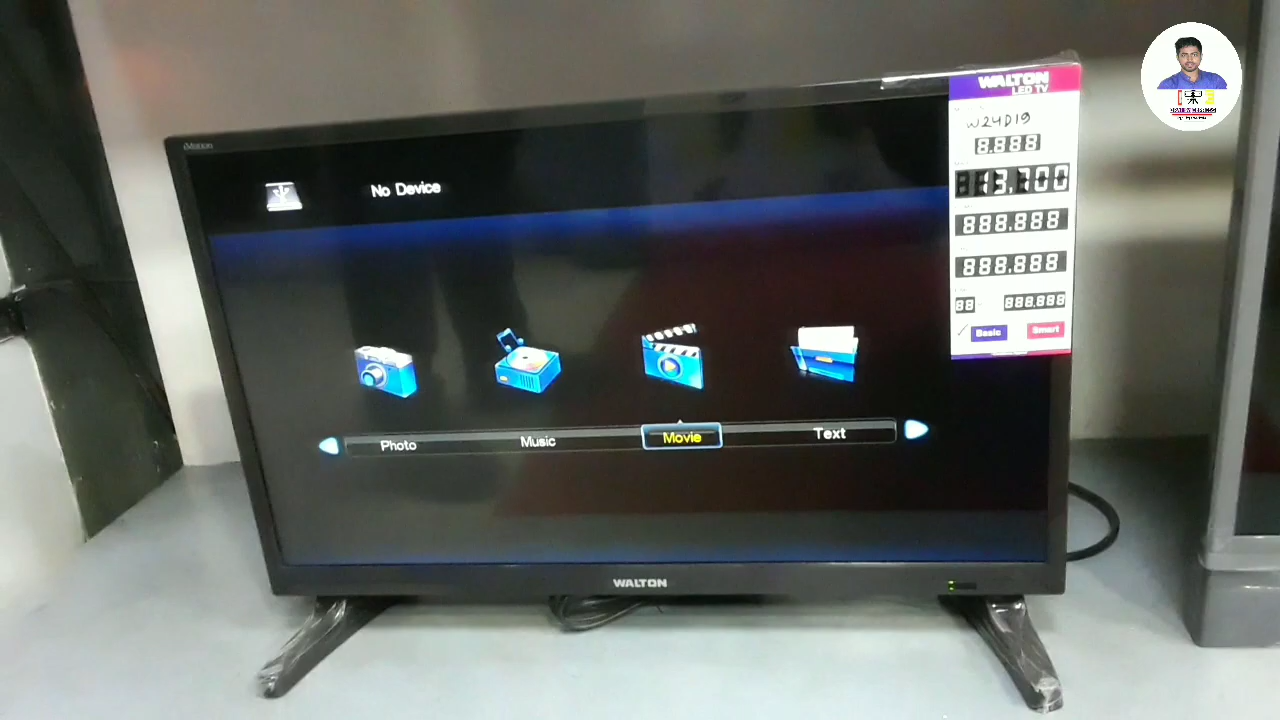 WALTON
LED TV
W24D19
8.888
13,700
888.888
888.888
88
888.888
Basic
Smart
No Device
Photo
Music
Movie
Text
WALTON